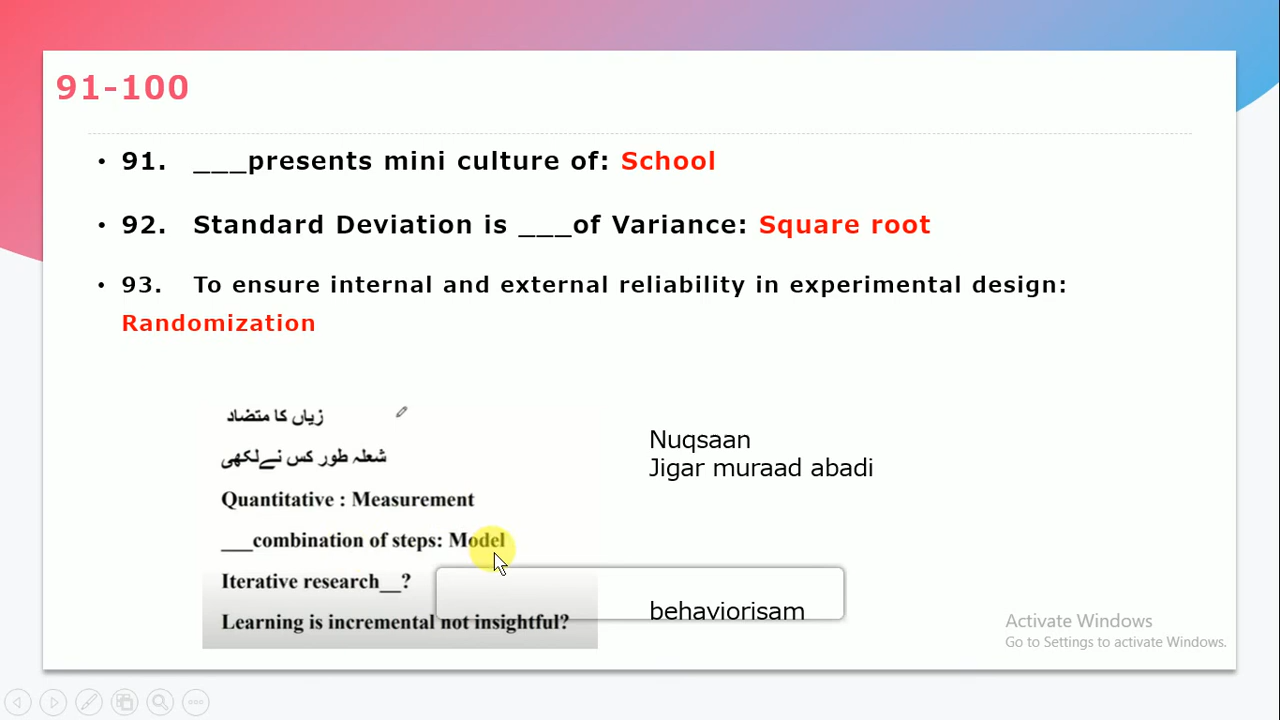 91-100
• 91. ___presents mini culture of: School
• 92. Standard Deviation is ___of Variance: Square root
• 93. To ensure internal and external reliability in experimental design:
Randomization
زیاں کا متضاد
شعلہ طور کس نے لکھی
Quantitative : Measurement
___combination of steps: Model
Iterative research__?
Learning is incremental not insightful?
Nuqsaan
Jigar muraad abadi
behaviorisam
Activate Windows
Go to Settings to activate Windows.